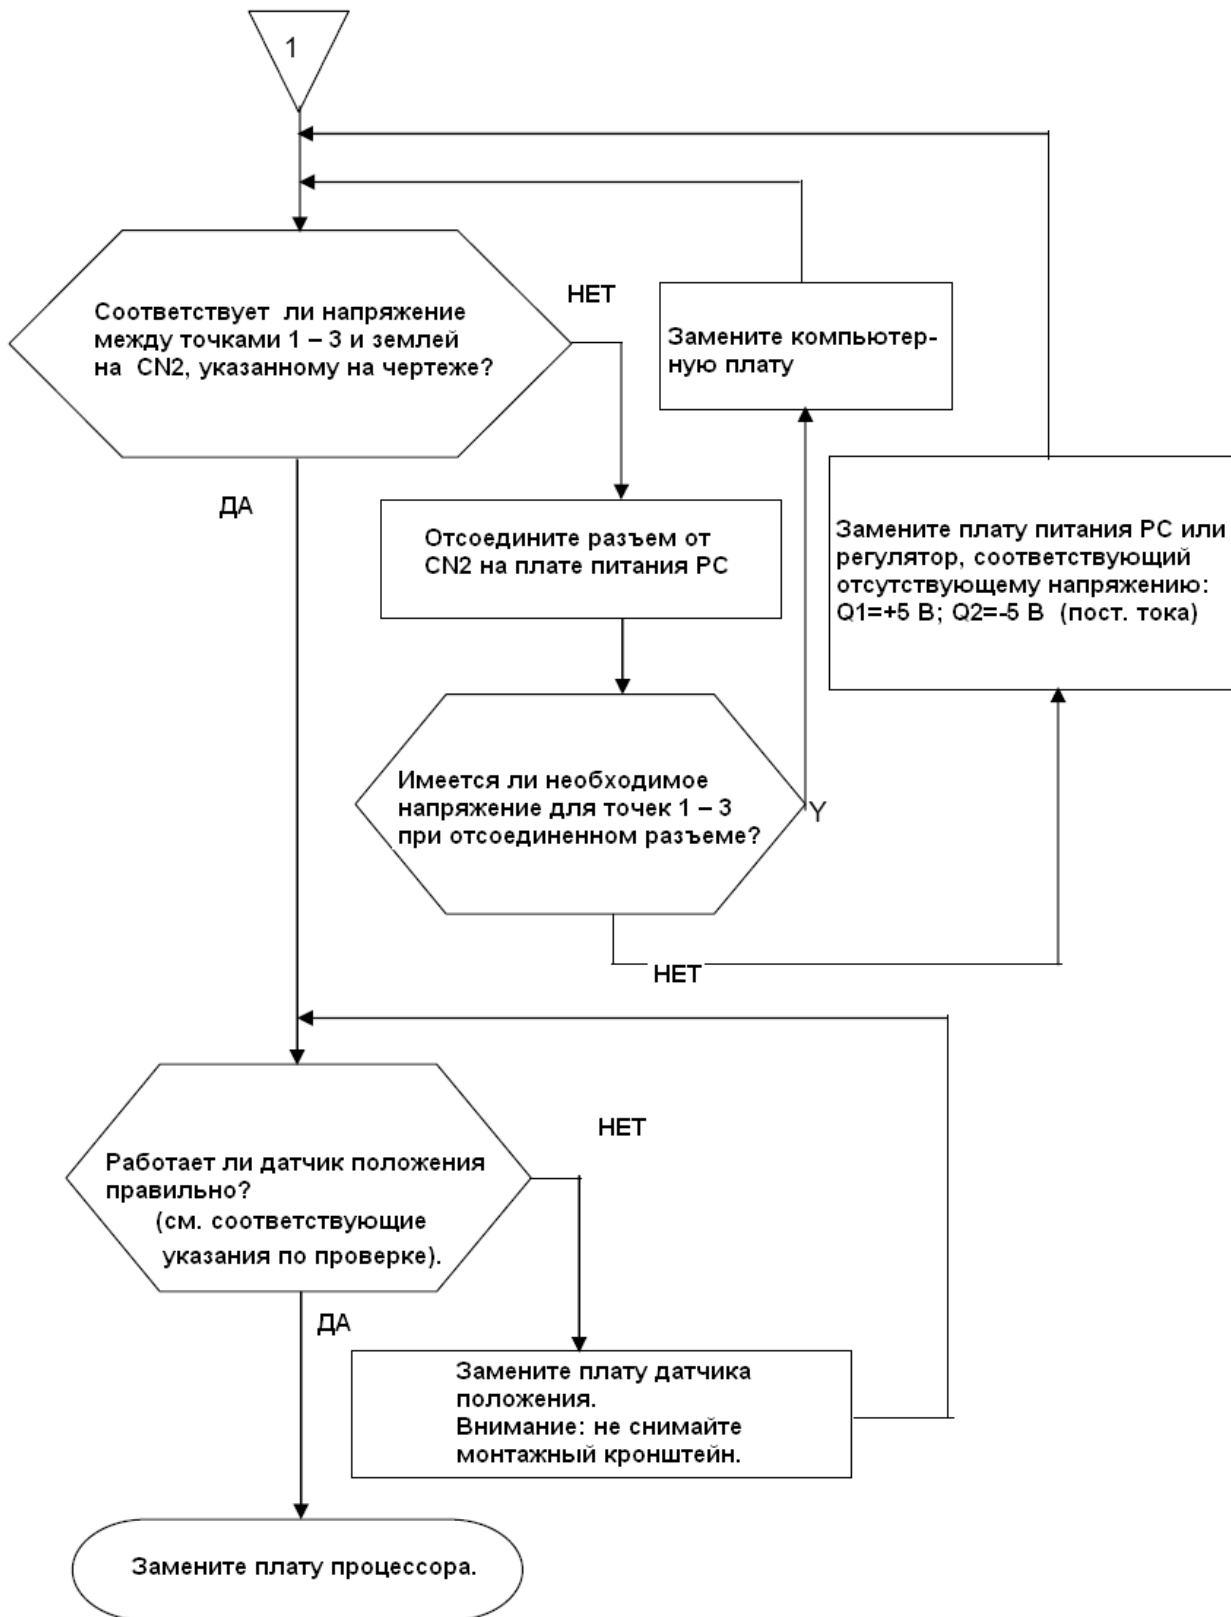 1
Соответствует ли напряжение
между точками 1 – 3 и землей
на CN2, указанному на чертеже?
НЕТ
Замените компьютер-
ную плату
ДА
Отсоедините разъем от
CN2 на плате питания PC
Замените плату питания PC или
регулятор, соответствующий
отсутствующему напряжению:
Q1=+5 В; Q2=-5 В (пост. тока)
Имеется ли необходимое
напряжение для точек 1 – 3
при отсоединенном разъеме?
Y
НЕТ
Работает ли датчик положения
правильно?
(см. соответствующие
указания по проверке).
НЕТ
ДА
Замените плату датчика
положения.
Внимание: не снимайте
монтажный кронштейн.
Замените плату процессора.